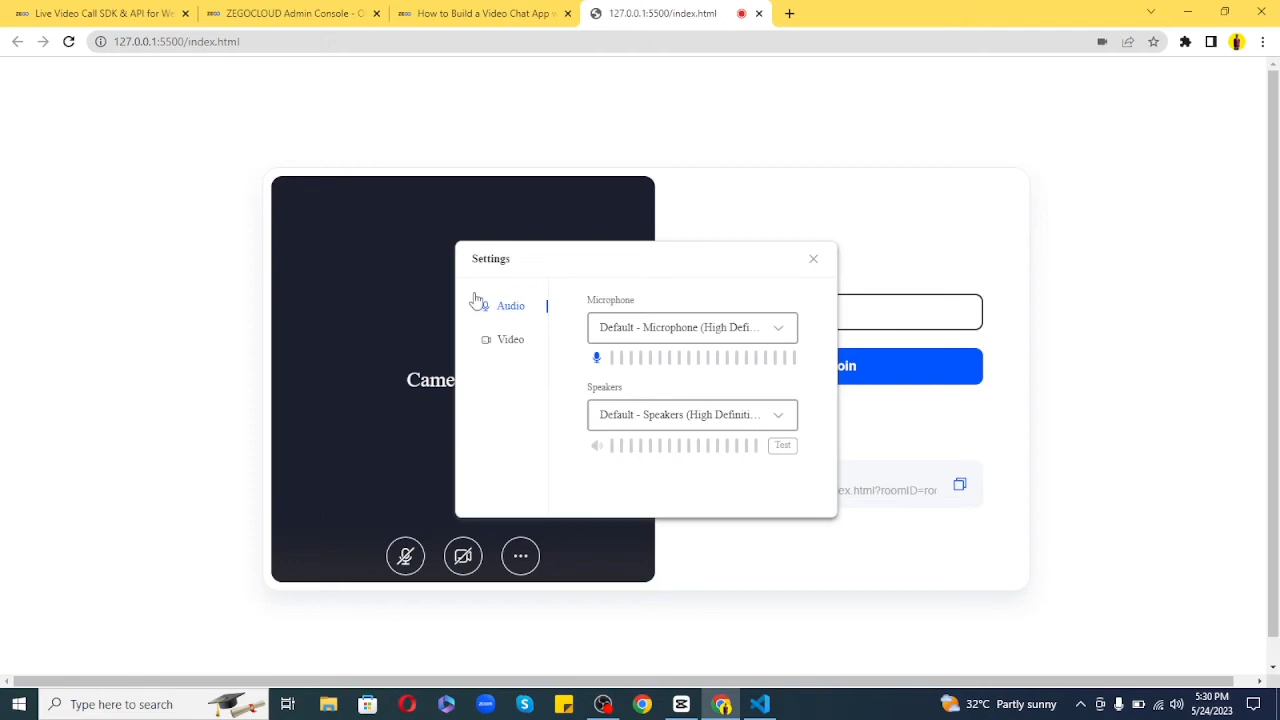 Live Video Call SDK & API for We
ZEGOCLOUD Admin Console - O
How to Build a Video Chat App w
127.0.0.1:5500/index.html
127.0.0.1:5500/index.html
Settings
Audio
Video
Microphone
Default - Microphone (High Defi...
Speakers
Default - Speakers (High Definiti...
Test
Came
oin
ex.html?roomID=roo
Type here to search
32°C Partly sunny
5:30 PM
5/24/2023